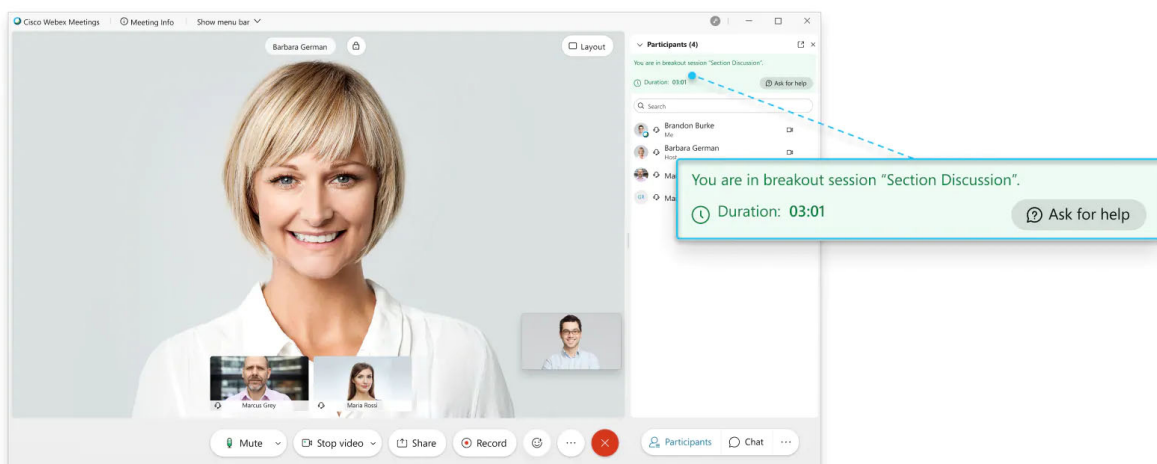 Cisco Webex Meetings
Meeting Info
Show menu bar
Barbara German
Layout
Participants (4)
You are in breakout session "Section Discussion".
Duration: 03:01
Ask for help
Search
Brandon Burke
Me
Barbara German
Host
Ma
Ma
You are in breakout session “Section Discussion”.
Duration: 03:01
Ask for help
Marcus Grey
Maria Rossi
Mute
Stop video
Share
Record
Participants
Chat